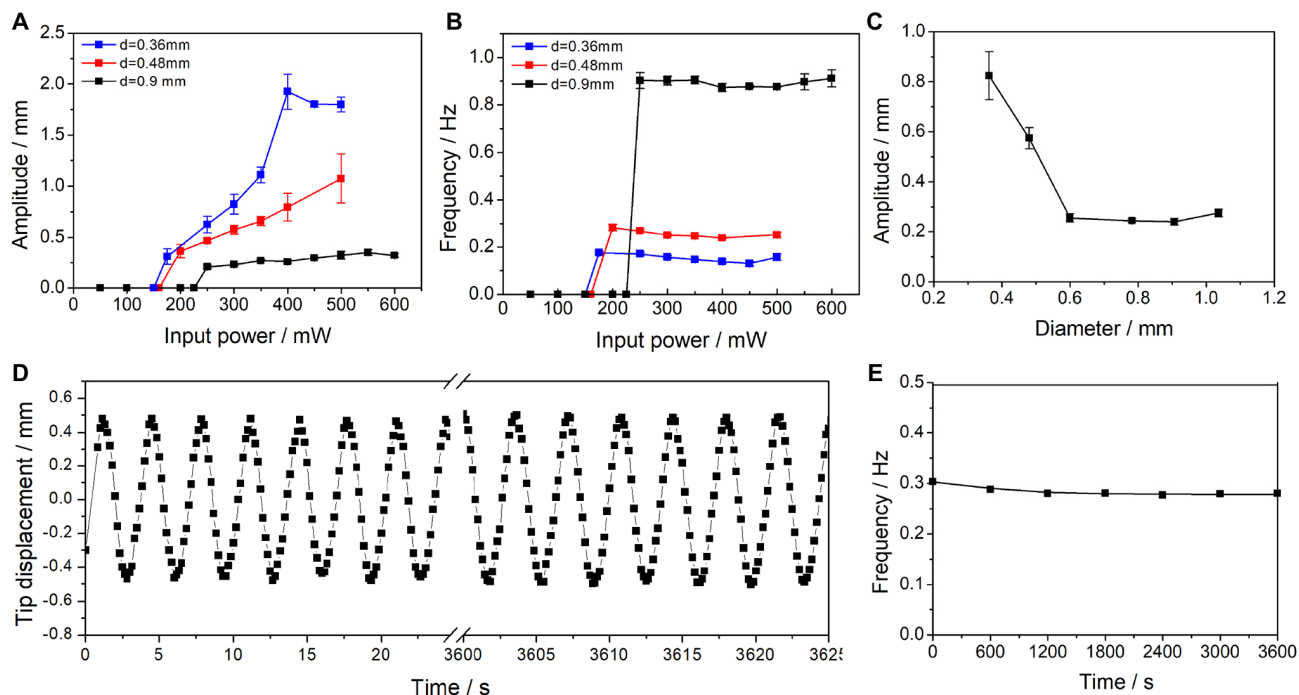 A
Amplitude / mm
2.5
2.0
1.5
1.0
0.5
0.0
d=0.36mm
d=0.48mm
d=0.9 mm
0 100 200 300 400 500 600
Input power / mW
B
Frequency / Hz
1.0
0.8
0.6
0.4
0.2
0.0
d=0.36mm
d=0.48mm
d=0.9mm
0 100 200 300 400 500 600
Input power / mW
C
Amplitude / mm
1.0
0.8
0.6
0.4
0.2
0.0
0.2 0.4 0.6 0.8 1.0 1.2
Diameter / mm
D
Tip displacement / mm
0.6
0.4
0.2
0.0
-0.2
-0.4
-0.6
-0.8
0 5 10 15 20 3600 3605 3610 3615 3620 3625
Time / s
E
Frequency / Hz
0.5
0.4
0.3
0.2
0.1
0.0
0 600 1200 1800 2400 3000 3600
Time / s